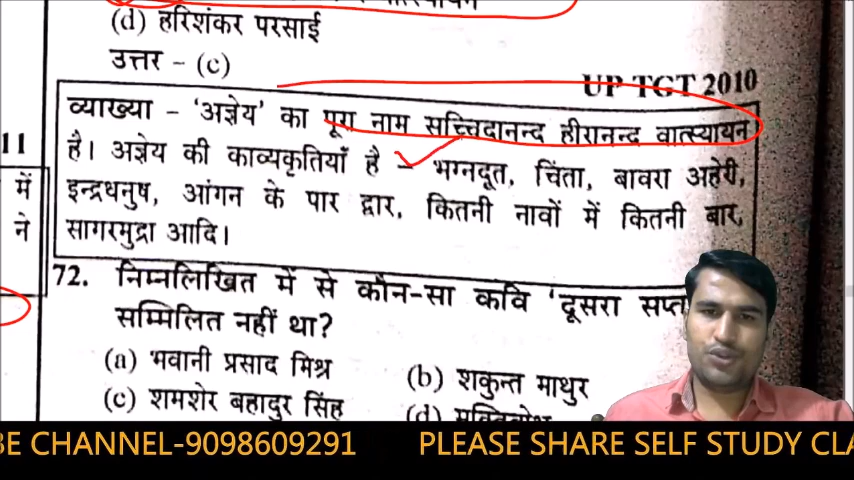 (d) हरिशंकर परसाई
उत्तर – (c)
UP TGT 2010
व्याख्या – 'अज्ञेय' का पूरा नाम सच्चिदानन्द हीरानन्द वात्स्यायन
है। अज्ञेय की काव्यकृतियाँ है – भग्नदूत, चिंता, बावरा अहेरी,
इन्द्रधनुष, आंगन के पार द्वार, कितनी नावों में कितनी बार,
सागरमुद्रा आदि।
11
में
ने
72. निम्नलिखित में से कौन-सा कवि 'दूसरा
सम्मिलित नहीं था?
(a) भवानी प्रसाद मिश्र
(b) शकुन्त माथुर
(c) शमशेर बहादुर सिंह
(d)
BE CHANNEL-9098609291 PLEASE SHARE SELF STUDY CLA